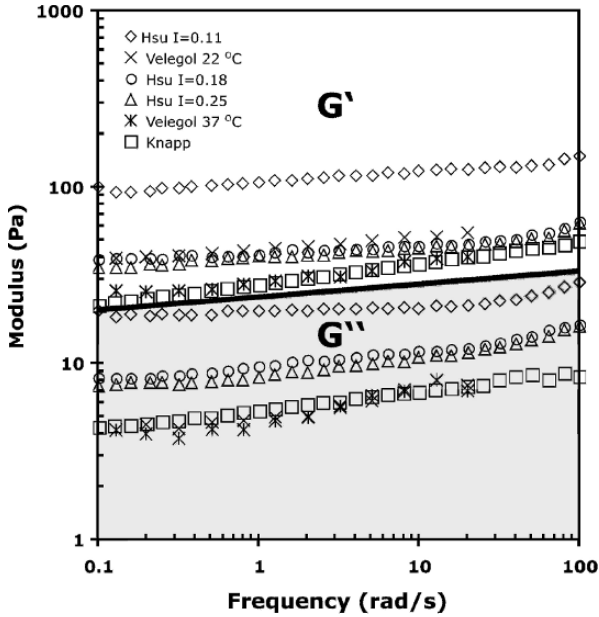 1000
Hsu I=0.11
Velegol 22 °C
Hsu I=0.18
Hsu I=0.25
Velegol 37 °C
Knapp
G‘
100
Modulus (Pa)
10
G‘‘
1
0.1 1 10 100
Frequency (rad/s)